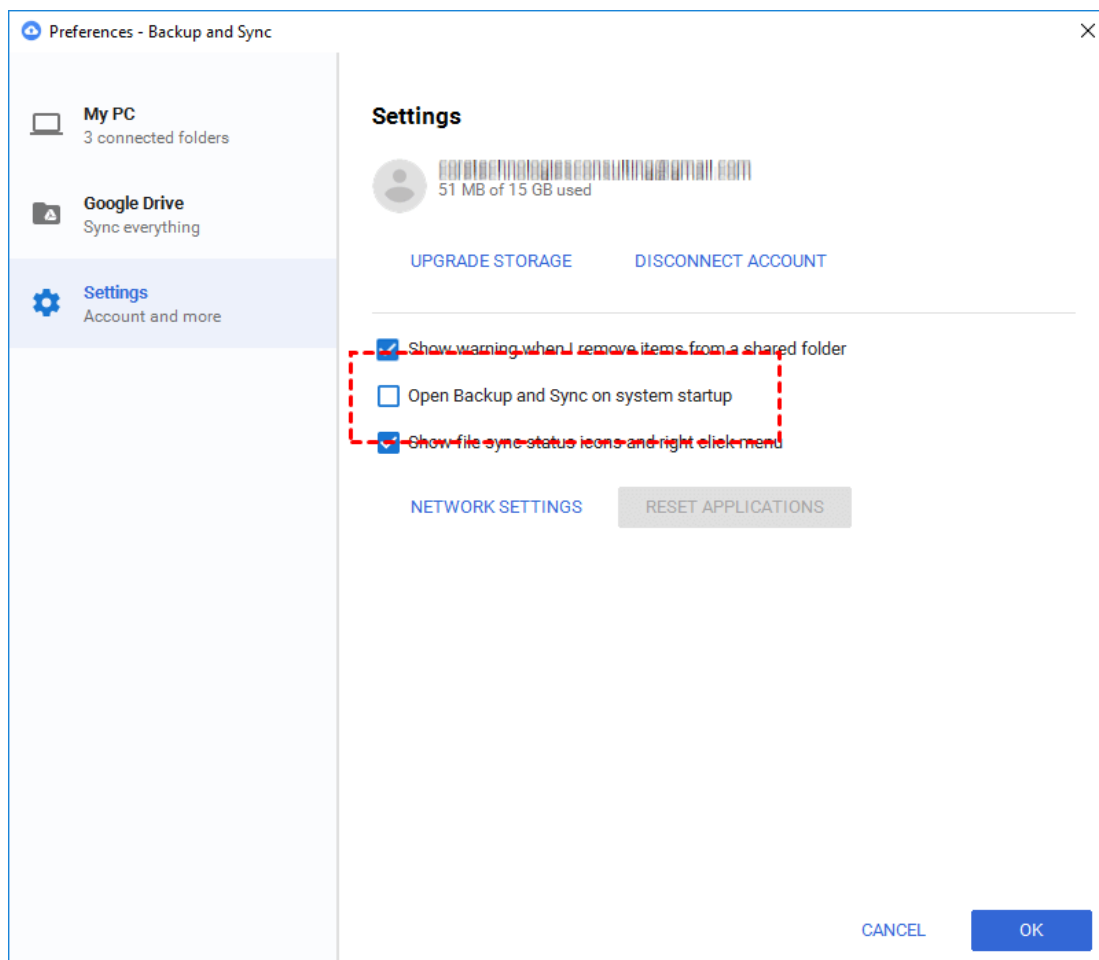 Preferences - Backup and Sync
My PC
3 connected folders
Google Drive
Sync everything
Settings
Account and more
Settings
51 MB of 15 GB used
UPGRADE STORAGE
DISCONNECT ACCOUNT
Show warning when I remove items from a shared folder
Open Backup and Sync on system startup
Show file sync status icons and right click menu
NETWORK SETTINGS
RESET APPLICATIONS
CANCEL
OK